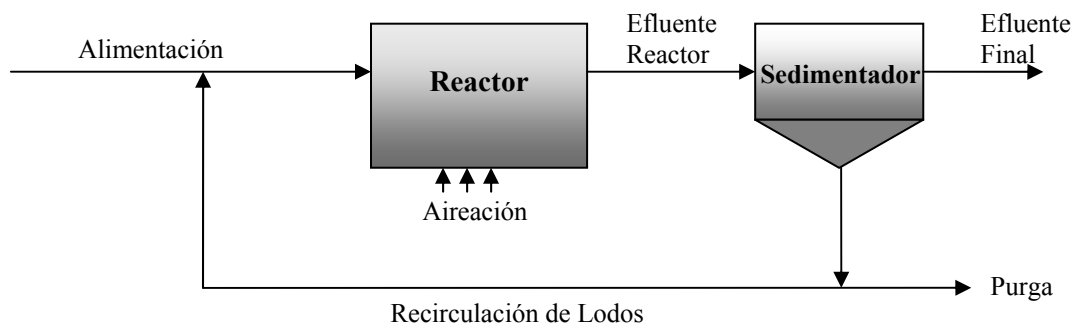 Alimentación
Reactor
Aireación
Efluente
Reactor
Sedimentador
Efluente
Final
Purga
Recirculación de Lodos